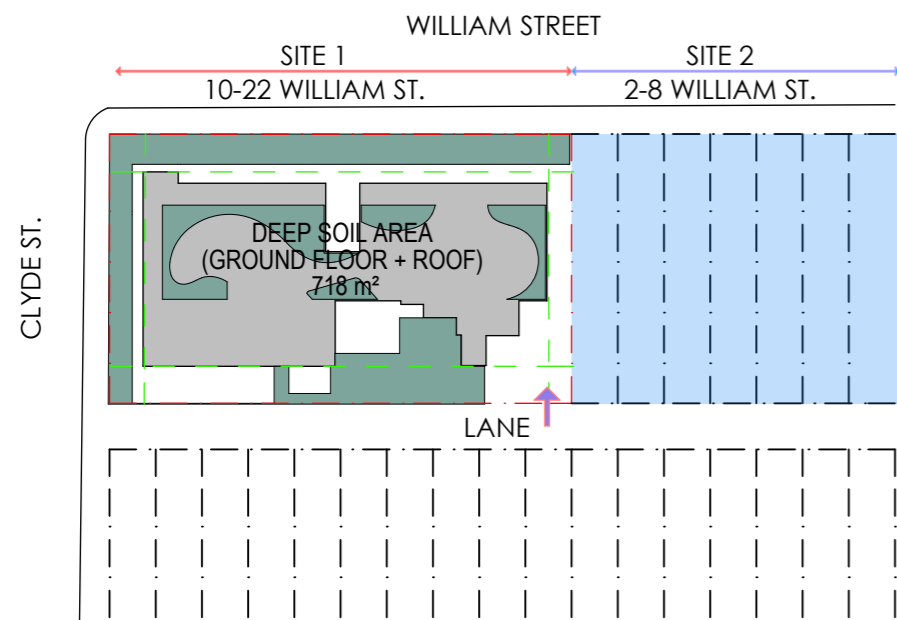 WILLIAM STREET
SITE 1
SITE 2
10-22 WILLIAM ST.
2-8 WILLIAM ST.
CLYDE ST.
DEEP SOIL AREA
(GROUND FLOOR + ROOF)
718 m²
LANE